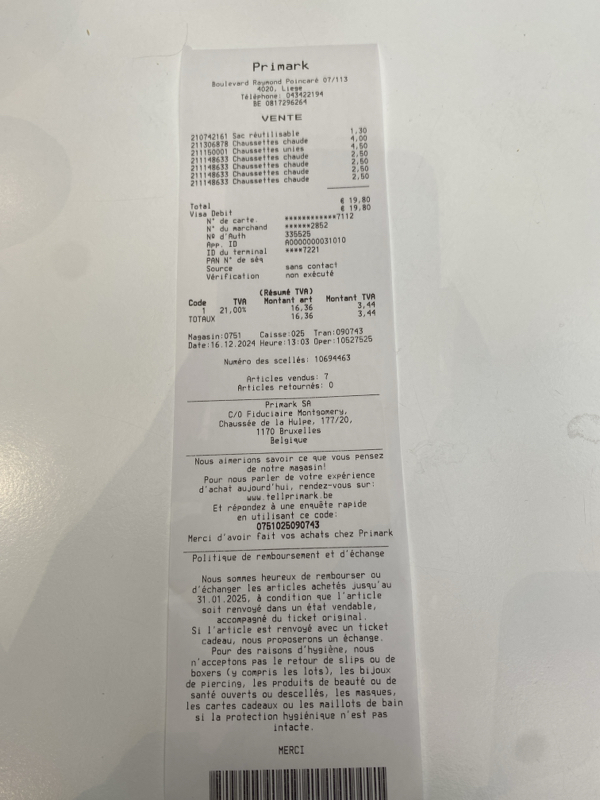 Primark
Boulevard Raymond Poincaré 07/113
4020, Liege
Téléphone: 043422194
BE 0817296264
VENTE
210742161 Sac réutilisable 1,30
211306878 Chaussettes chaude 4,00
211150001 Chaussettes unies 4,50
211148633 Chaussettes chaude 2,50
211148633 Chaussettes chaude 2,50
211148633 Chaussettes chaude 2,50
211148633 Chaussettes chaude 2,50
Total € 19,80
Visa Debit € 19,80
N° de carte. ************7112
N° du marchand ******2852
Nº d'Auth 335525
App. ID A0000000031010
ID du terminal ****7221
PAN N° de séq
Source sans contact
Vérification non exécuté
(Résumé TVA)
Code TVA Montant art Montant TVA
1 21,00% 16,36 3,44
TOTAUX 16,36 3,44
Magasin:0751 Caisse:025 Tran:090743
Date:16.12.2024 Heure:13:03 Oper:10527525
Numéro des scellés: 10694463
Articles vendus: 7
Articles retournés: 0
Primark SA
C/O Fiduciaire Montgomery,
Chaussée de la Hulpe, 177/20,
1170 Bruxelles
Belgique
Nous aimerions savoir ce que vous pensez
de notre magasin!
Pour nous parler de votre expérience
d'achat aujourd'hui, rendez-vous sur:
www.tellprimark.be
Et répondez à une enquête rapide
en utilisant ce code:
0751025090743
Merci d'avoir fait vos achats chez Primark
Politique de remboursement et d'échange
Nous sommes heureux de rembourser ou
d'échanger les articles achetés jusqu'au
31.01.2025, à condition que l'article
soit renvoyé dans un état vendable,
accompagné du ticket original.
Si l'article est renvoyé avec un ticket
cadeau, nous proposerons un échange.
Pour des raisons d'hygiène, nous
n'acceptons pas le retour de slips ou de
boxers (y compris les lots), les bijoux
de piercing, les produits de beauté ou de
santé ouverts ou descellés, les masques,
les cartes cadeaux ou les maillots de bain
si la protection hygiénique n'est pas
intacte.
MERCI